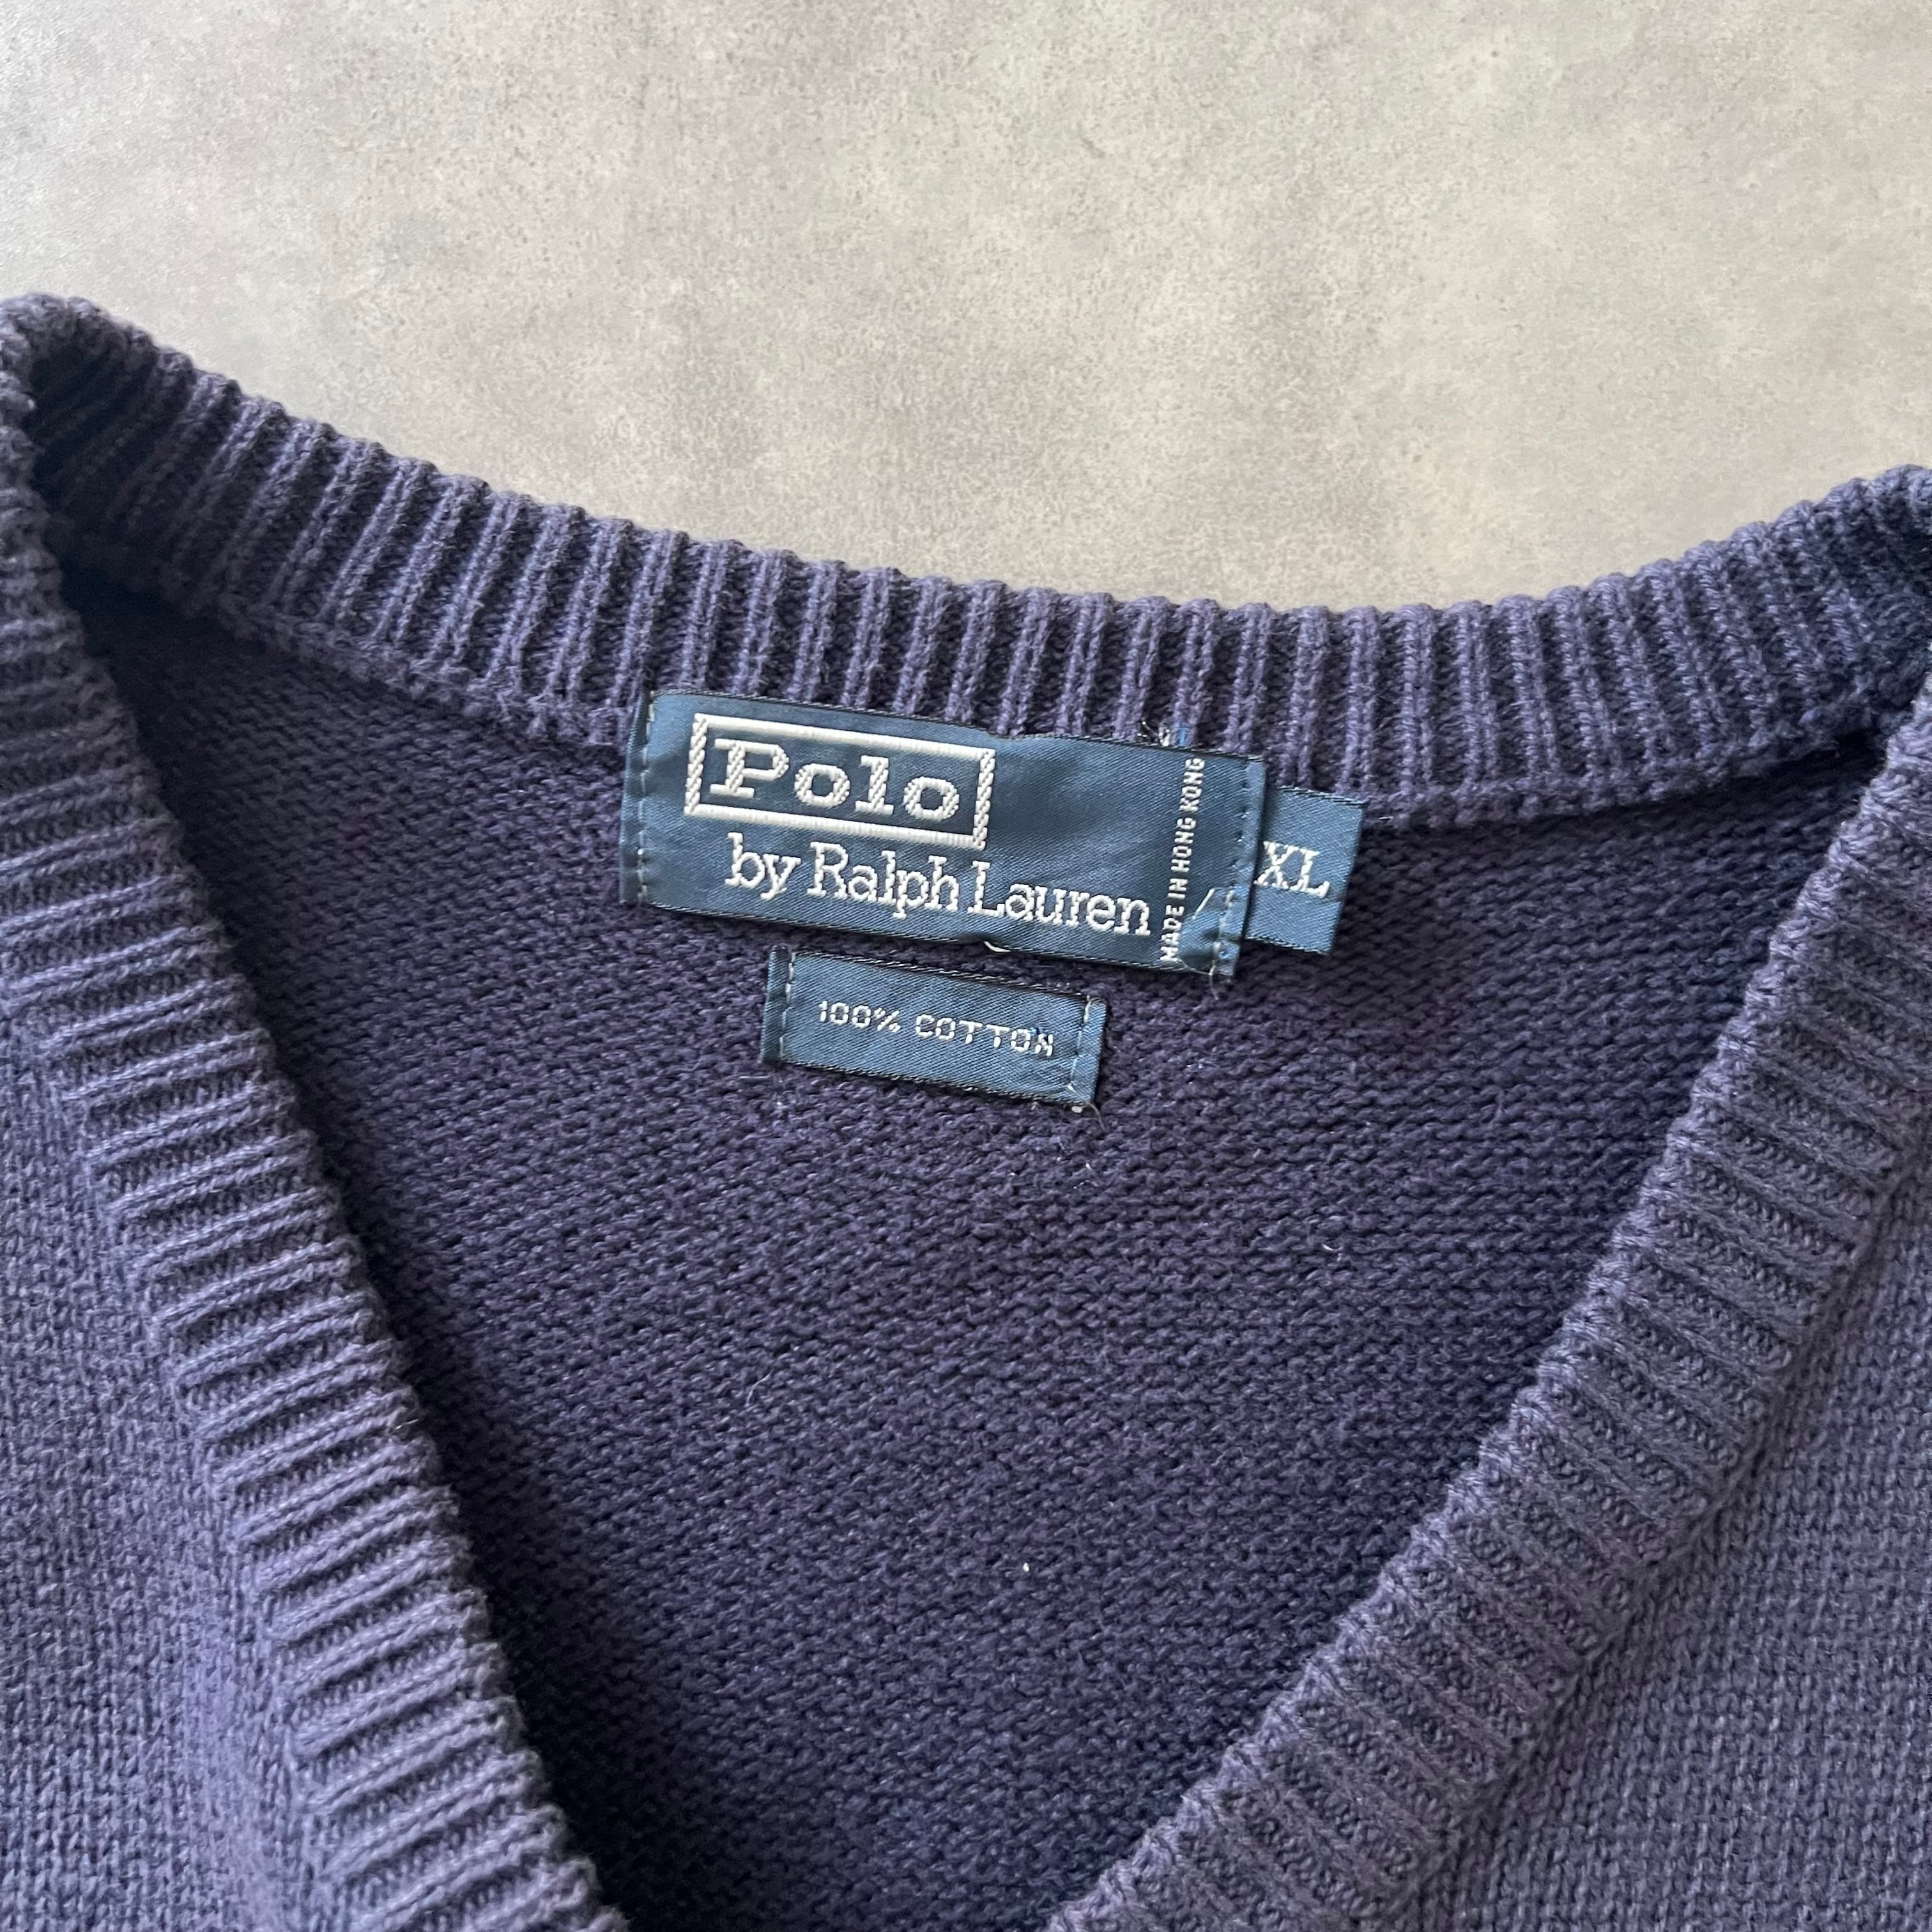 Polo
by Ralph Lauren
MADE IN HONG KONG
XL
100% COTTON